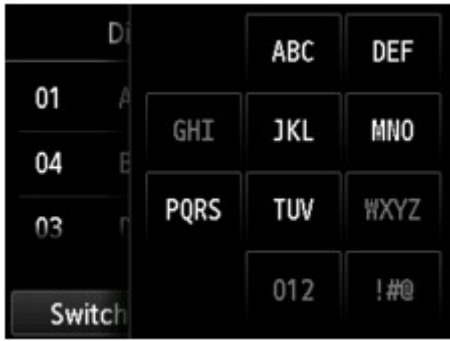 Di
ABC DEF
01 A
GHI JKL MNO
04 B
PQRS TUV WXYZ
03 D
012 !#@
Switch